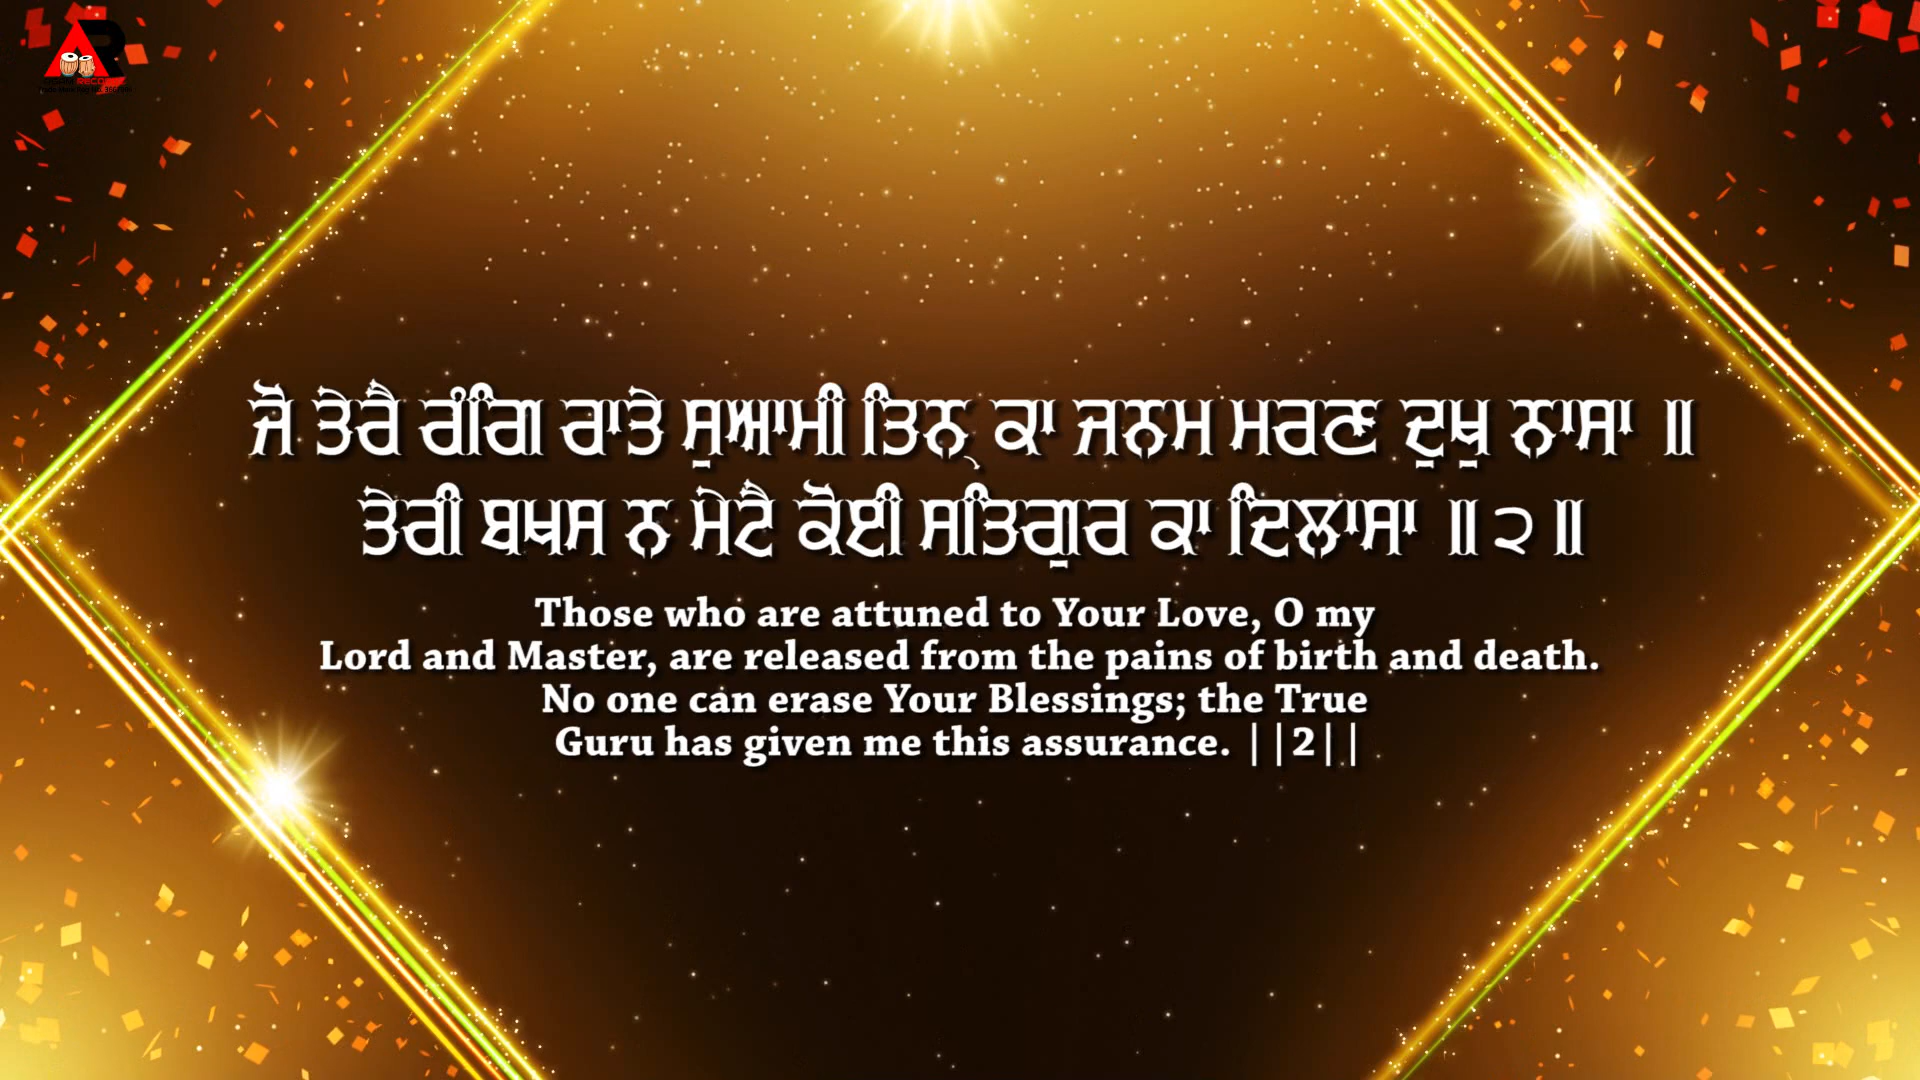 ਜੋ ਤੇਰੈ ਰੰਗਿ ਰਾਤੇ ਸੁਆਮੀ ਤਿਨ੍ ਕਾ ਜਨਮ ਮਰਣ ਦੁਖੁ ਨਾਸਾ ॥
ਤੇਰੀ ਬਖਸ ਨ ਮੇਟੈ ਕੋਈ ਸਤਿਗੁਰ ਕਾ ਦਿਲਾਸਾ ॥੨॥
Those who are attuned to Your Love, O my
Lord and Master, are released from the pains of birth and death.
No one can erase Your Blessings; the True
Guru has given me this assurance. ||2||